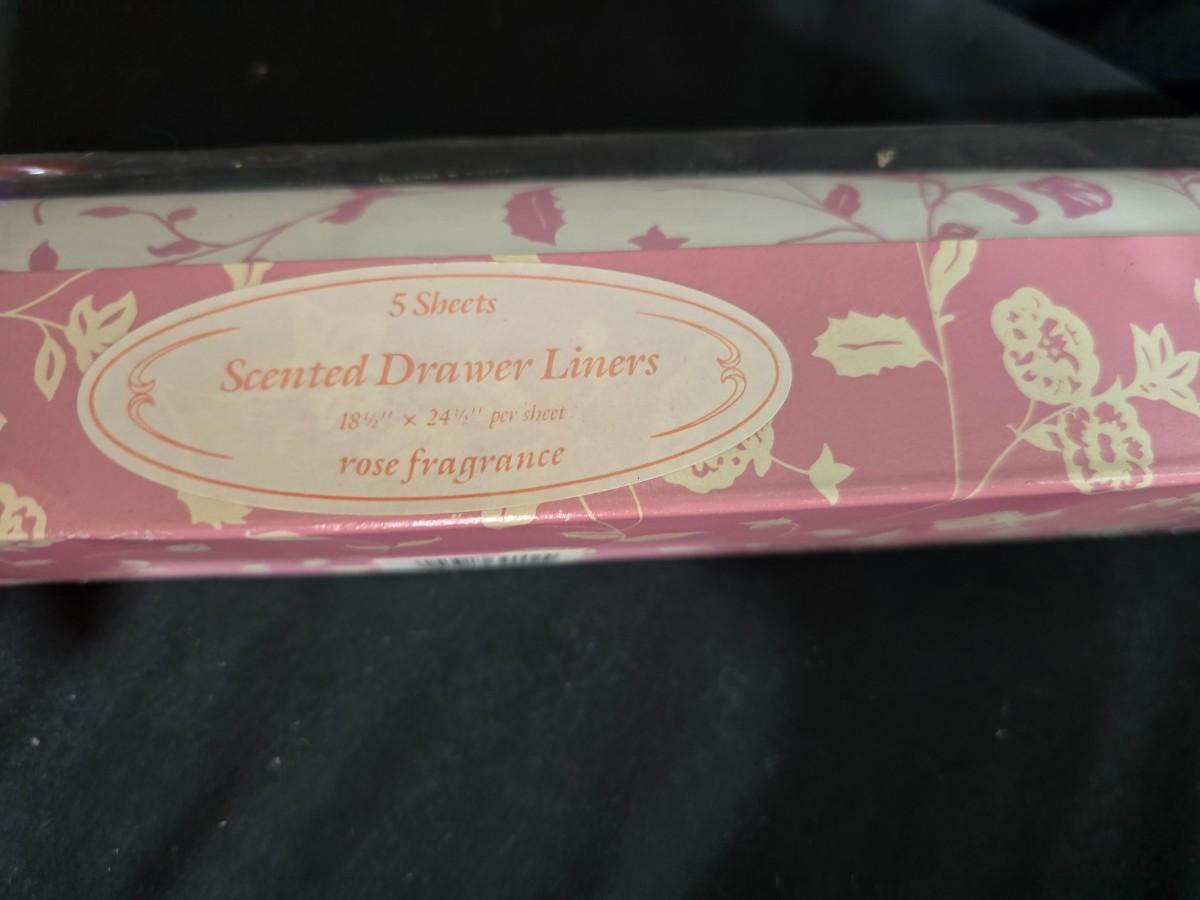 5 Sheets
Scented Drawer Liners
18½" × 24½" per sheet
rose fragrance